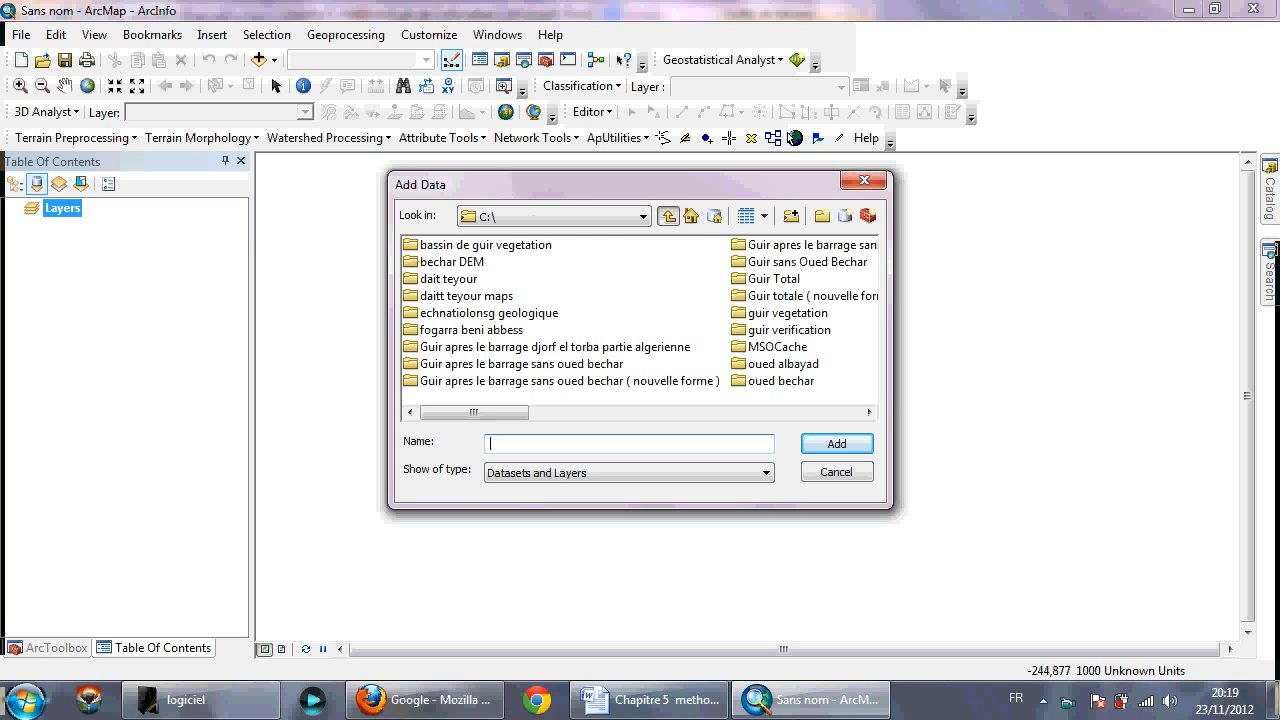 Sans nom - ArcMap - ArcInfo
File Edit View Bookmarks Insert Selection Geoprocessing Customize Windows Help
Geostatistical Analyst
Classification Layer:
3D Analyst Layer: Editor
Terrain Preprocessing Terrain Morphology Watershed Processing Attribute Tools Network Tools ApUtilities Help
Table Of Contents
Layers
Catalog
Search
Add Data
Look in: C:\
bassin de guir vegetation
bechar DEM
dait teyour
daitt teyour maps
echnatiolonsg geologique
fogarra beni abbess
Guir apres le barrage djorf el torba partie algerienne
Guir apres le barrage sans oued bechar
Guir apres le barrage sans oued bechar ( nouvelle forme )
Guir apres le barrage san
Guir sans Oued Bechar
Guir Total
Guir totale ( nouvelle for
guir vegetation
guir verification
MSOCache
oued albayad
oued bechar
Name: Add
Show of type: Datasets and Layers Cancel
ArcToolbox Table Of Contents
-244,877 1000 Unknown Units
logiciel Google - Mozilla ... Chapitre 5 metho... Sans nom - ArcM... FR 20:19
23/11/2012